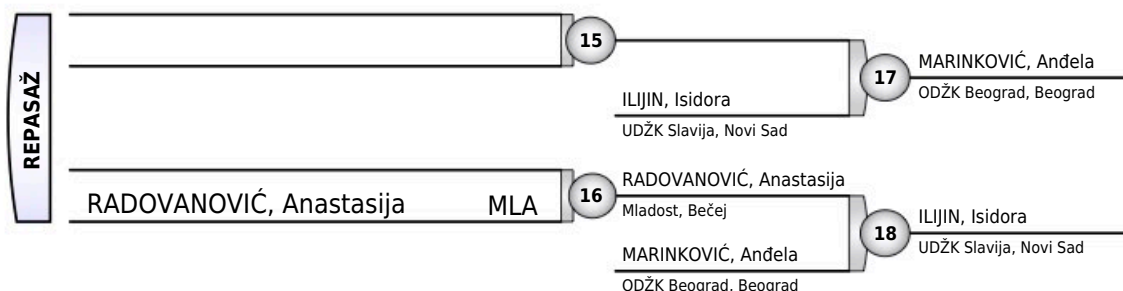 REPASAŽ
15
ILIJIN, Isidora
UDŽK Slavija, Novi Sad
17
MARINKOVIĆ, Anđela
ODŽK Beograd, Beograd
RADOVANOVIĆ, Anastasija MLA
16
RADOVANOVIĆ, Anastasija
Mladost, Bečej
MARINKOVIĆ, Anđela
ODŽK Beograd, Beograd
18
ILIJIN, Isidora
UDŽK Slavija, Novi Sad